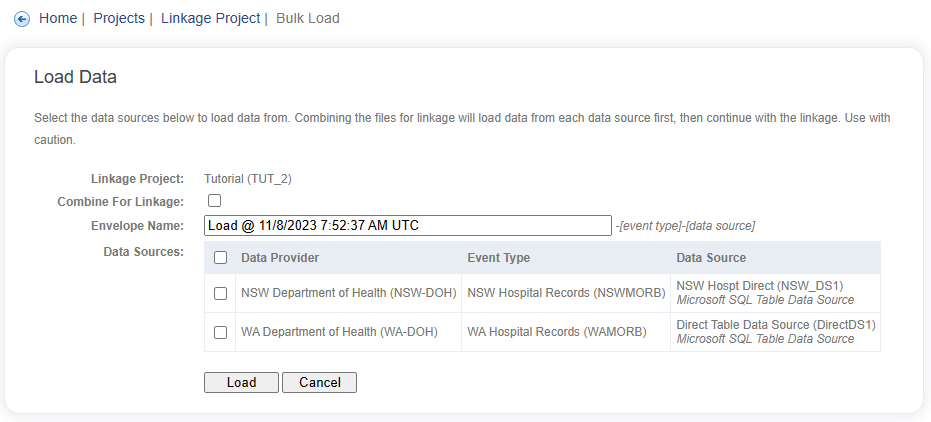 Home | Projects | Linkage Project | Bulk Load
Load Data
Select the data sources below to load data from. Combining the files for linkage will load data from each data source first, then continue with the linkage. Use with
caution.
Linkage Project: Tutorial (TUT_2)
Combine For Linkage:
Envelope Name: Load @ 11/8/2023 7:52:37 AM UTC -[event type]-[data source]
Data Sources: Data Provider Event Type Data Source
NSW Department of Health (NSW-DOH) NSW Hospital Records (NSWMORB) NSW Hospt Direct (NSW_DS1)
Microsoft SQL Table Data Source
WA Department of Health (WA-DOH) WA Hospital Records (WAMORB) Direct Table Data Source (DirectDS1)
Microsoft SQL Table Data Source
Load Cancel